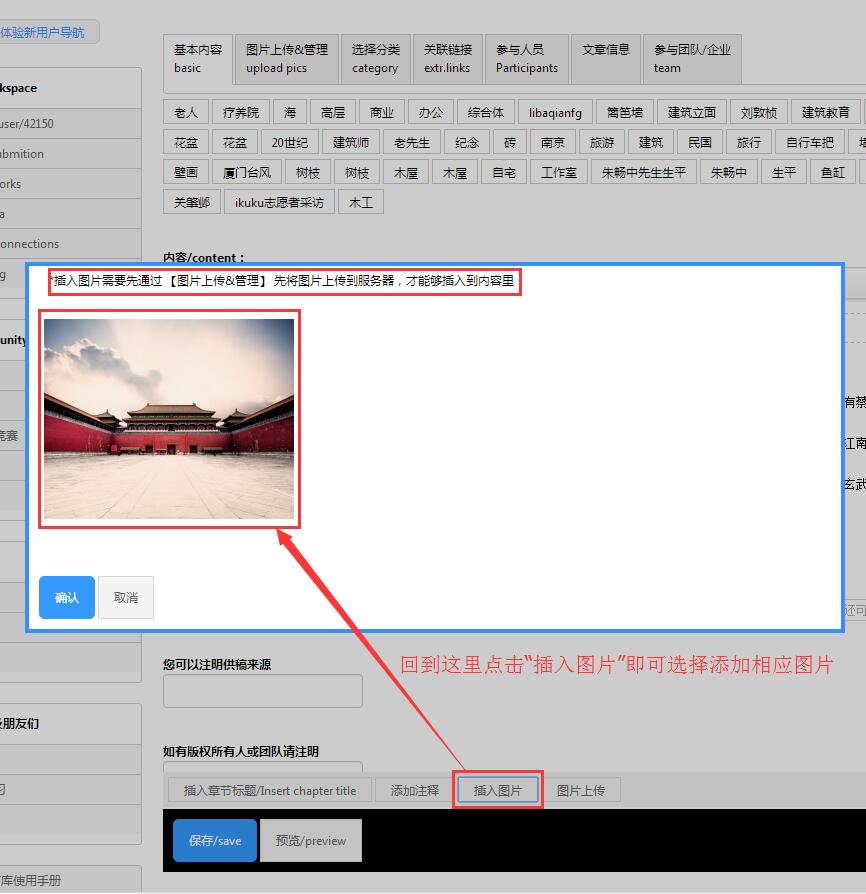 体验新用户导航
基本内容
basic
图片上传&管理
upload pics
选择分类
category
关联链接
extr.links
参与人员
Participants
文章信息
参与团队/企业
team
kspace
user/42150
ubmition
orks
a
onnections
g
unity
竞赛
及朋友们
习
库使用手册
老人 疗养院 海 高层 商业 办公 综合体 libaqianfg 篱笆墙 建筑立面 刘敦桢 建筑教育
花盆 花盆 20世纪 建筑师 老先生 纪念 砖 南京 旅游 建筑 民国 旅行 自行车把
壁画 厦门台风 树枝 树枝 木屋 木屋 自宅 工作室 朱畅中先生生平 朱畅中 生平 鱼缸
关肇邺 ikuku志愿者采访 木工
内容/content：
*插入图片需要先通过 【图片上传&管理】 先将图片上传到服务器，才能够插入到内容里
有蔡
江南
玄武
还可
确认 取消
回到这里点击“插入图片”即可选择添加相应图片
您可以注明供稿来源
如有版权所有人或团队请注明
插入章节标题/Insert chapter title 添加注释 插入图片 图片上传
保存/save 预览/preview